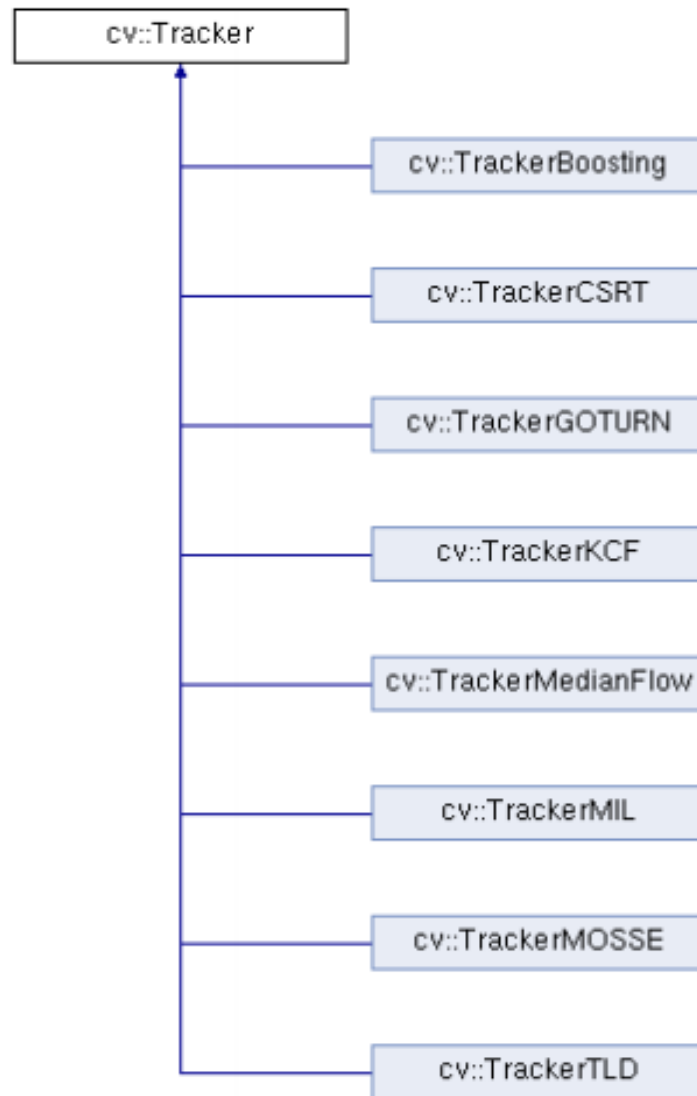 cv::Tracker
cv::TrackerBoosting
cv::TrackerCSRT
cv::TrackerGOTURN
cv::TrackerKCF
cv::TrackerMedianFlow
cv::TrackerMIL
cv::TrackerMOSSE
cv::TrackerTLD